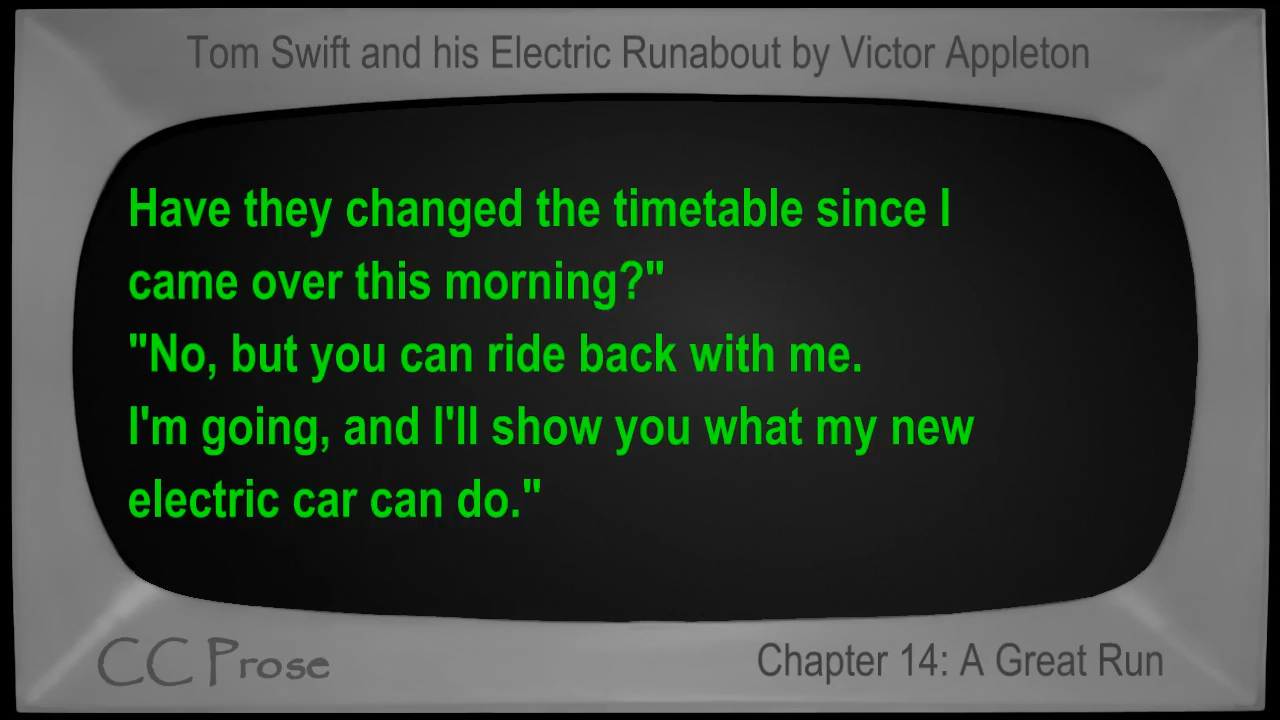 Tom Swift and his Electric Runabout by Victor Appleton
Have they changed the timetable since I
came over this morning?"
"No, but you can ride back with me.
I'm going, and I'll show you what my new
electric car can do."
CC Prose
Chapter 14: A Great Run